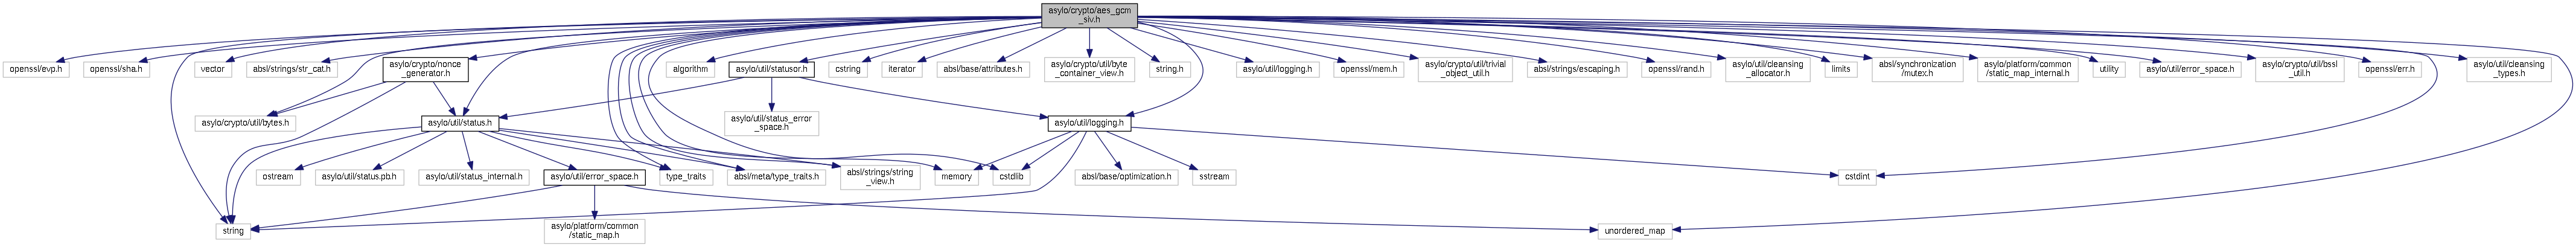 asylo/crypto/aes_gcm
_siv.h
openssl/evp.h
openssl/sha.h
vector
absl/strings/str_cat.h
asylo/crypto/nonce
_generator.h
algorithm
asylo/util/statusor.h
cstring
iterator
absl/base/attributes.h
asylo/crypto/util/byte
_container_view.h
string.h
asylo/util/logging.h
openssl/mem.h
asylo/crypto/util/trivial
_object_util.h
absl/strings/escaping.h
openssl/rand.h
asylo/util/cleansing
_allocator.h
limits
absl/synchronization
/mutex.h
asylo/platform/common
/static_map_internal.h
utility
asylo/util/error_space.h
asylo/crypto/util/bssl
_util.h
openssl/err.h
asylo/util/cleansing
_types.h
asylo/crypto/util/bytes.h
asylo/util/status.h
asylo/util/status_error
_space.h
asylo/util/logging.h
ostream
asylo/util/status.pb.h
asylo/util/status_internal.h
asylo/util/error_space.h
type_traits
absl/meta/type_traits.h
absl/strings/string
_view.h
memory
cstdlib
absl/base/optimization.h
sstream
cstdint
string
asylo/platform/common
/static_map.h
unordered_map